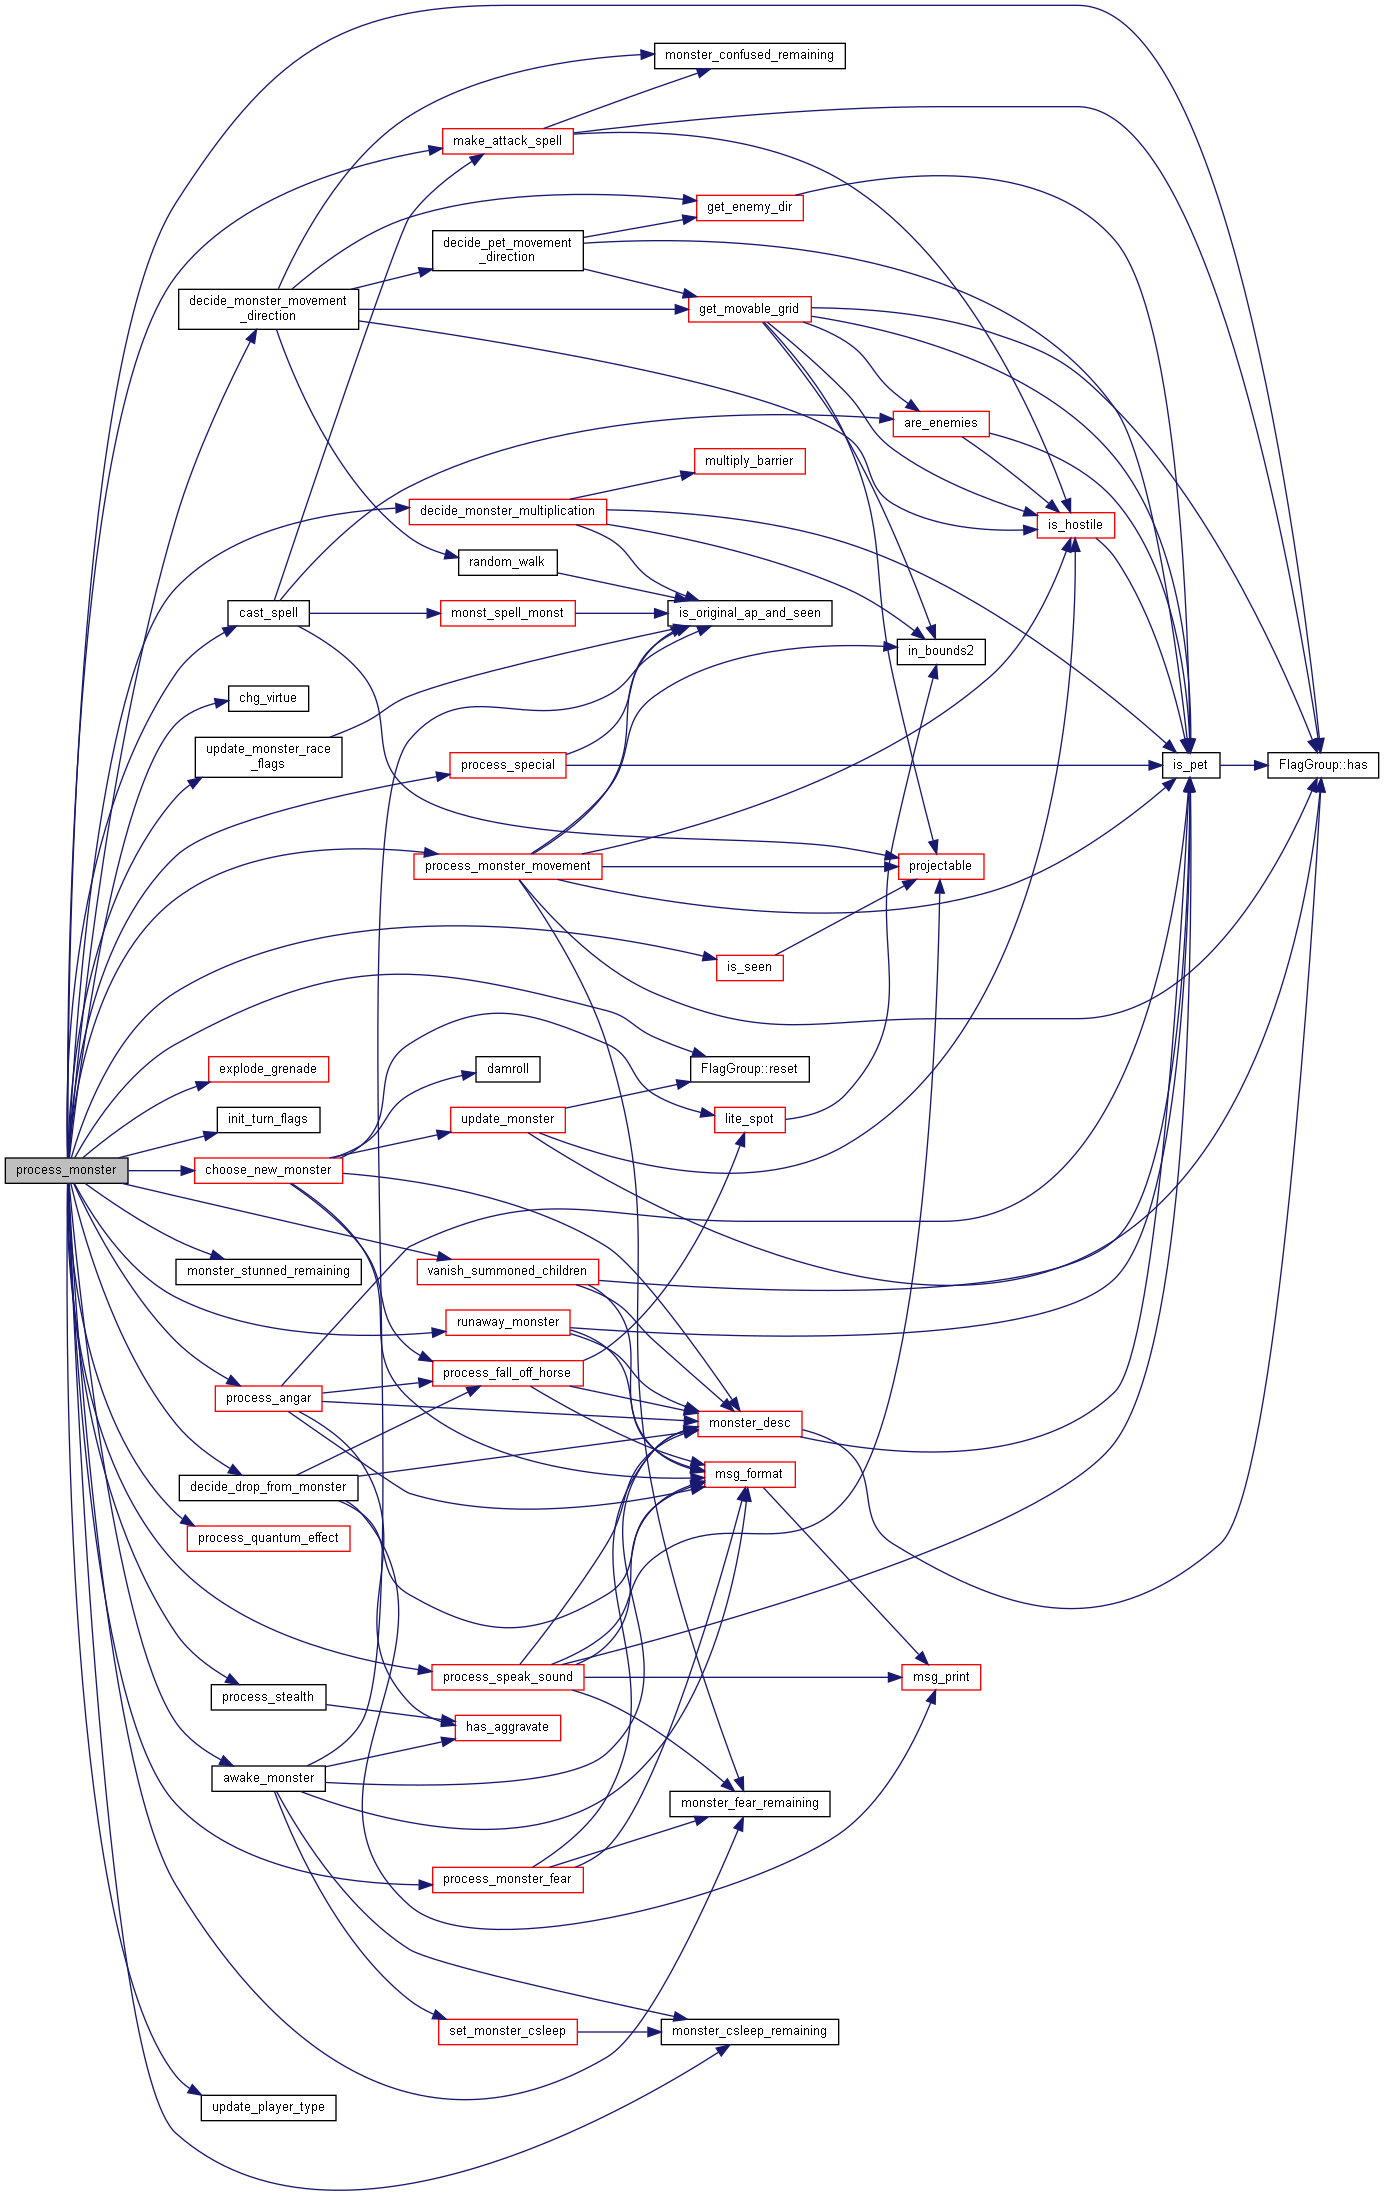 monster_confused_remaining
make_attack_spell
get_enemy_dir
decide_pet_movement
_direction
decide_monster_movement
_direction
get_movable_grid
are_enemies
multiply_barrier
decide_monster_multiplication
is_hostile
random_walk
cast_spell
monst_spell_monst
is_original_ap_and_seen
in_bounds2
chg_virtue
update_monster_race
_flags
process_special
is_pet
FlagGroup::has
process_monster_movement
projectable
is_seen
explode_grenade
damroll
FlagGroup::reset
init_turn_flags
update_monster
lite_spot
process_monster
choose_new_monster
monster_stunned_remaining
vanish_summoned_children
runaway_monster
process_fall_off_horse
process_angar
monster_desc
msg_format
decide_drop_from_monster
process_quantum_effect
process_speak_sound
msg_print
process_stealth
has_aggravate
awake_monster
monster_fear_remaining
process_monster_fear
set_monster_csleep
monster_csleep_remaining
update_player_type